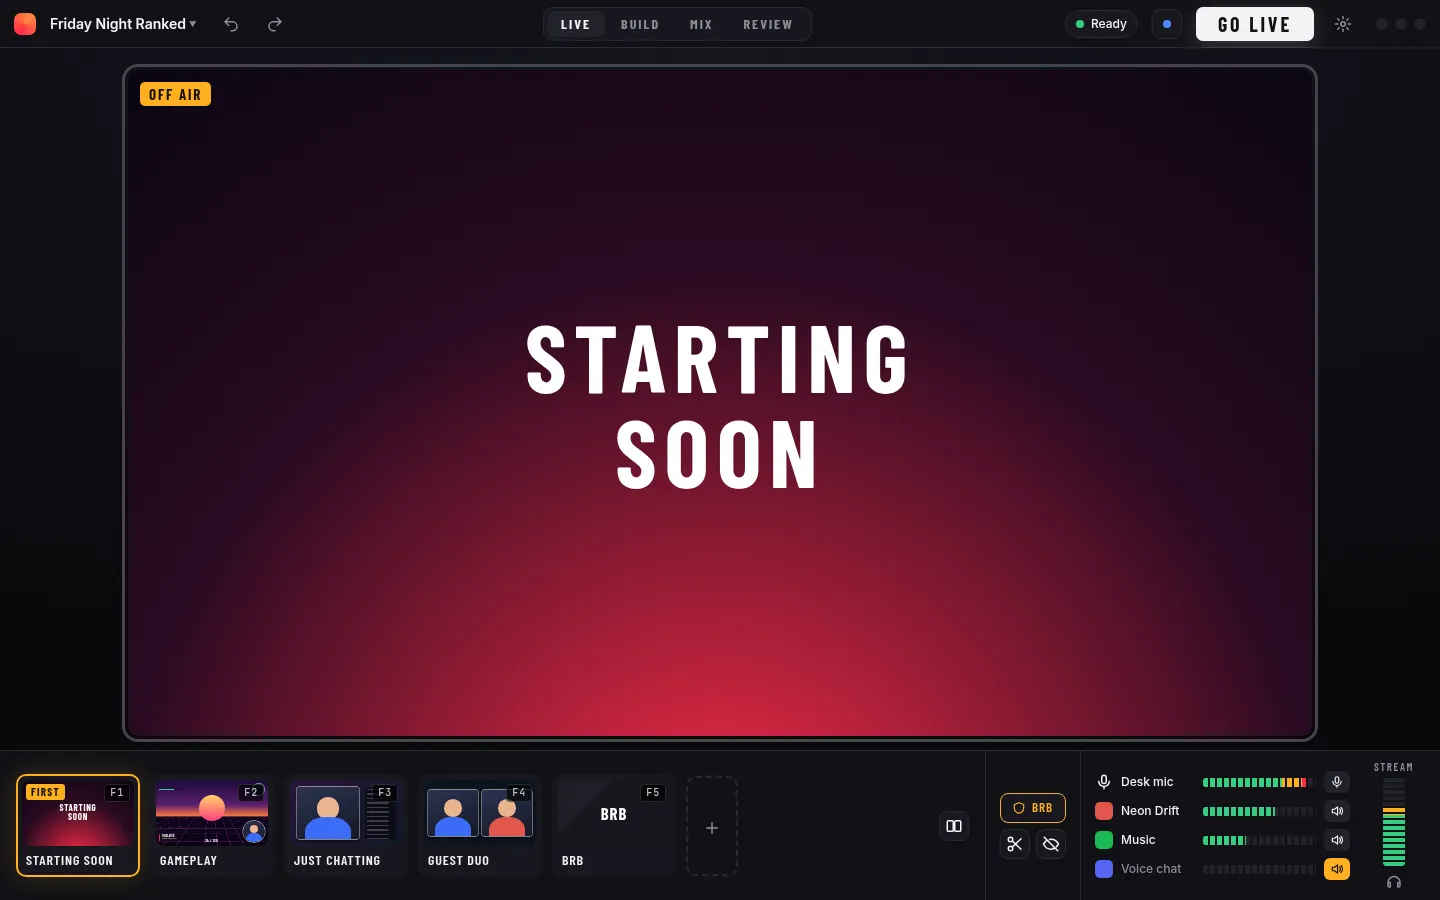 Friday Night Ranked
LIVE
BUILD
MIX
REVIEW
Ready
GO LIVE
OFF AIR
STARTING
SOON
FIRST
F1
STARTING
SOON
STARTING SOON
F2
GAMEPLAY
F3
JUST CHATTING
F4
GUEST DUO
F5
BRB
BRB
BRB
Desk mic
Neon Drift
Music
Voice chat
STREAM